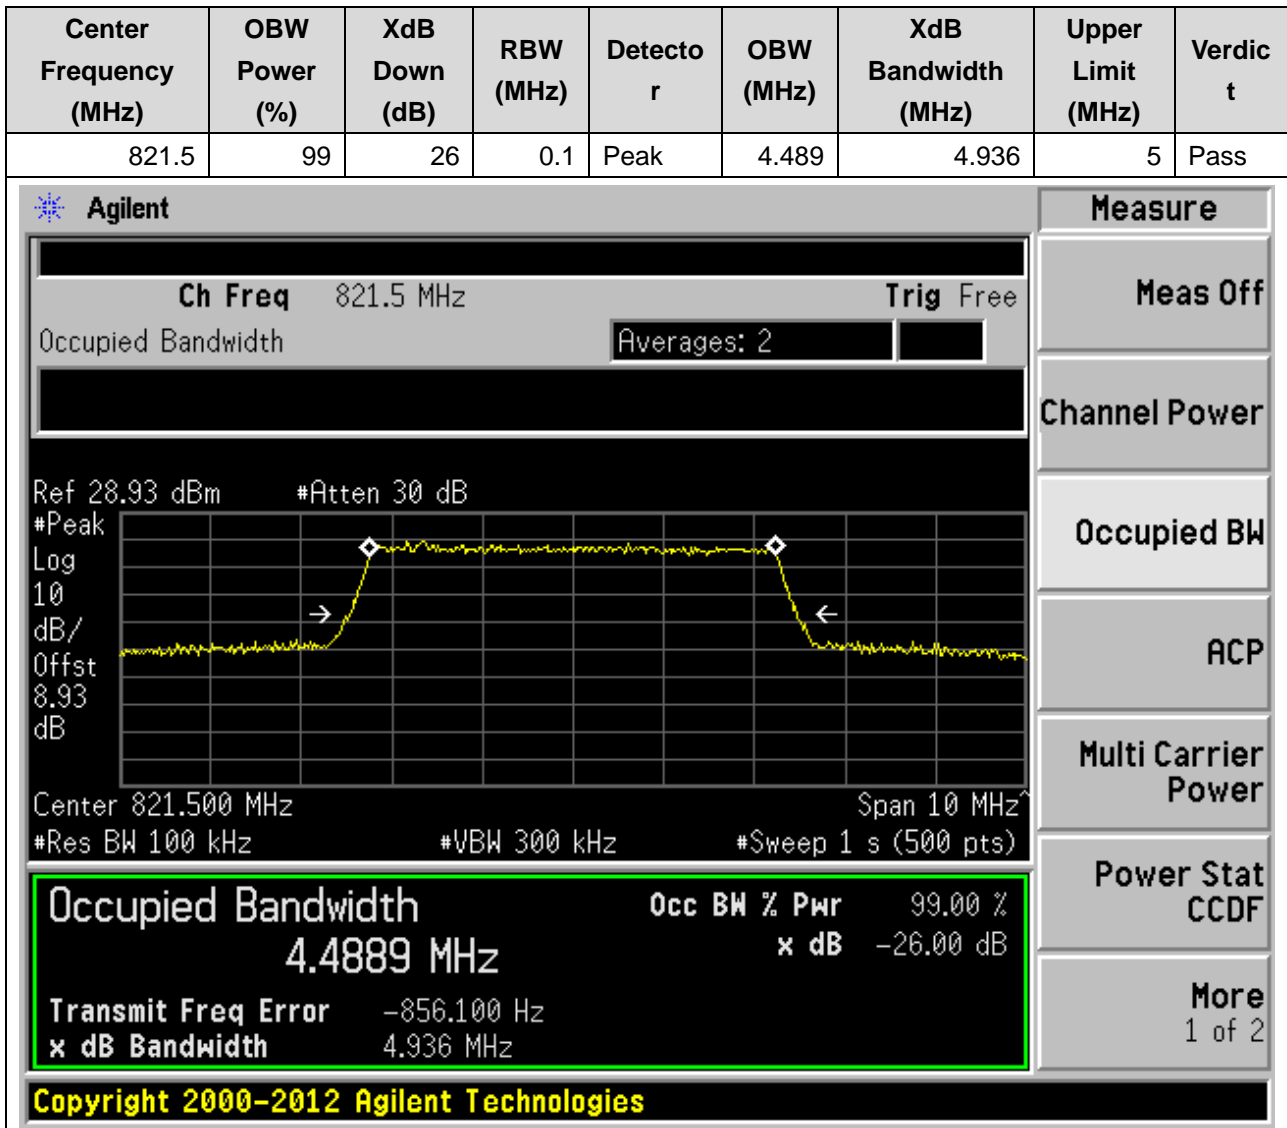 Center Frequency (MHz) OBW Power (%) XdB Down (dB) RBW (MHz) Detector OBW (MHz) XdB Bandwidth (MHz) Upper Limit (MHz) Verdict
821.5 99 26 0.1 Peak 4.489 4.936 5 Pass
Agilent
Measure
Ch Freq 821.5 MHz Trig Free
Occupied Bandwidth Averages: 2
Ref 28.93 dBm #Atten 30 dB
#Peak
Log
10
dB/
Offst
8.93
dB
Center 821.500 MHz Span 10 MHz^
#Res BW 100 kHz #VBW 300 kHz #Sweep 1 s (500 pts)
Occupied Bandwidth Occ BW % Pwr 99.00 %
4.4889 MHz x dB -26.00 dB
Transmit Freq Error -856.100 Hz
x dB Bandwidth 4.936 MHz
Meas Off
Channel Power
Occupied BW
ACP
Multi Carrier
Power
Power Stat
CCDF
More
1 of 2
Copyright 2000-2012 Agilent Technologies